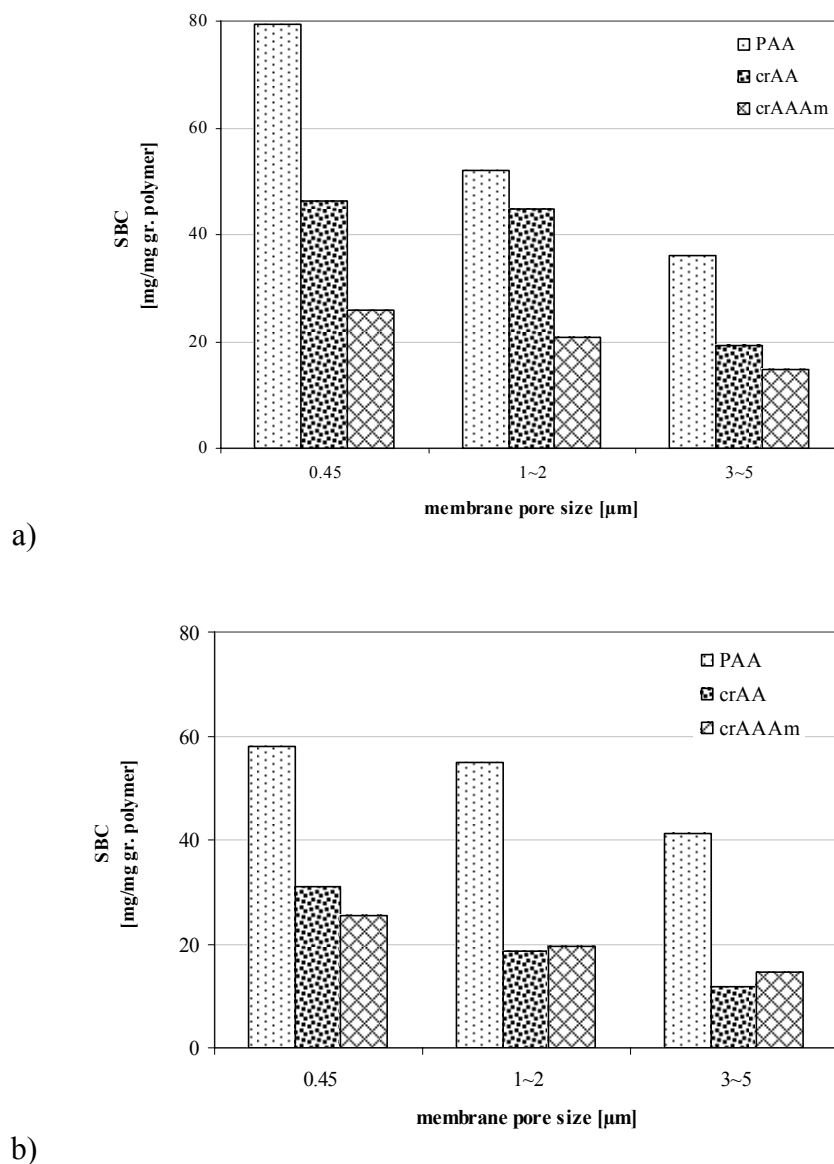 80
60
40
20
0
SBC
[mg/mg gr. polymer]
PAA
crAA
crAAAm
0.45
1~2
3~5
membrane pore size [µm]
a)
80
60
40
20
0
SBC
[mg/mg gr. polymer]
PAA
crAA
crAAAm
0.45
1~2
3~5
membrane pore size [µm]
b)